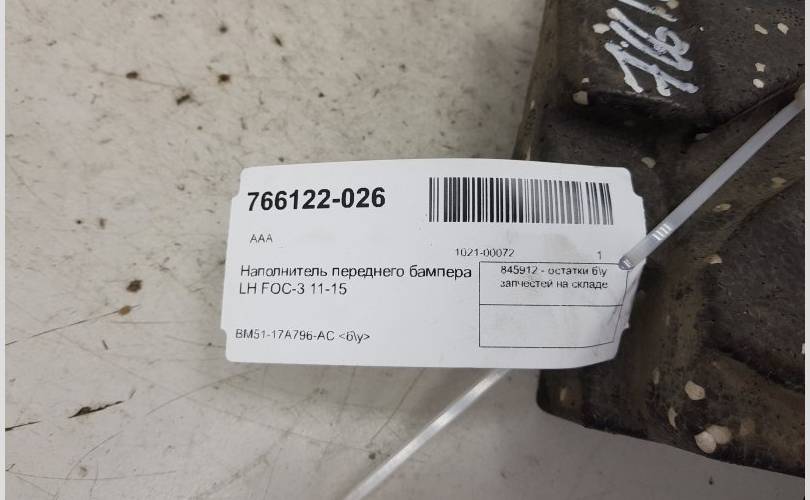 766122-026
AAA
1021-00072 1
Наполнитель переднего бампера
LH FOC-3 11-15
845912 - остатки б\у
запчестей на складе
BM51-17A796-AC <б\у>